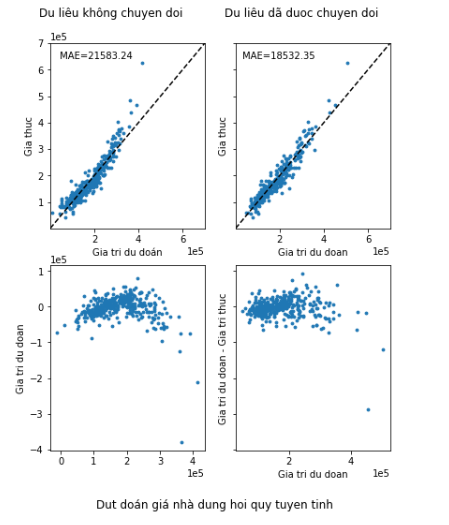 Du liêu không chuyen doi
Du liêu dã duoc chuyen doi
1e5
MAE=21583.24
MAE=18532.35
7
6
5
4
3
2
1
Gia thuc
Gia thuc
2
4
6
2
4
6
Gia tri du doán
1e5
Gia tri du doan
1e5
1e5
1
0
−1
−2
−3
−4
Gia tri du doan
Gia tri du doan - Gia tri thuc
0
1
2
3
4
2
4
1e5
Gia tri du doan
1e5
Dut doán giá nhà dung hoi quy tuyen tinh